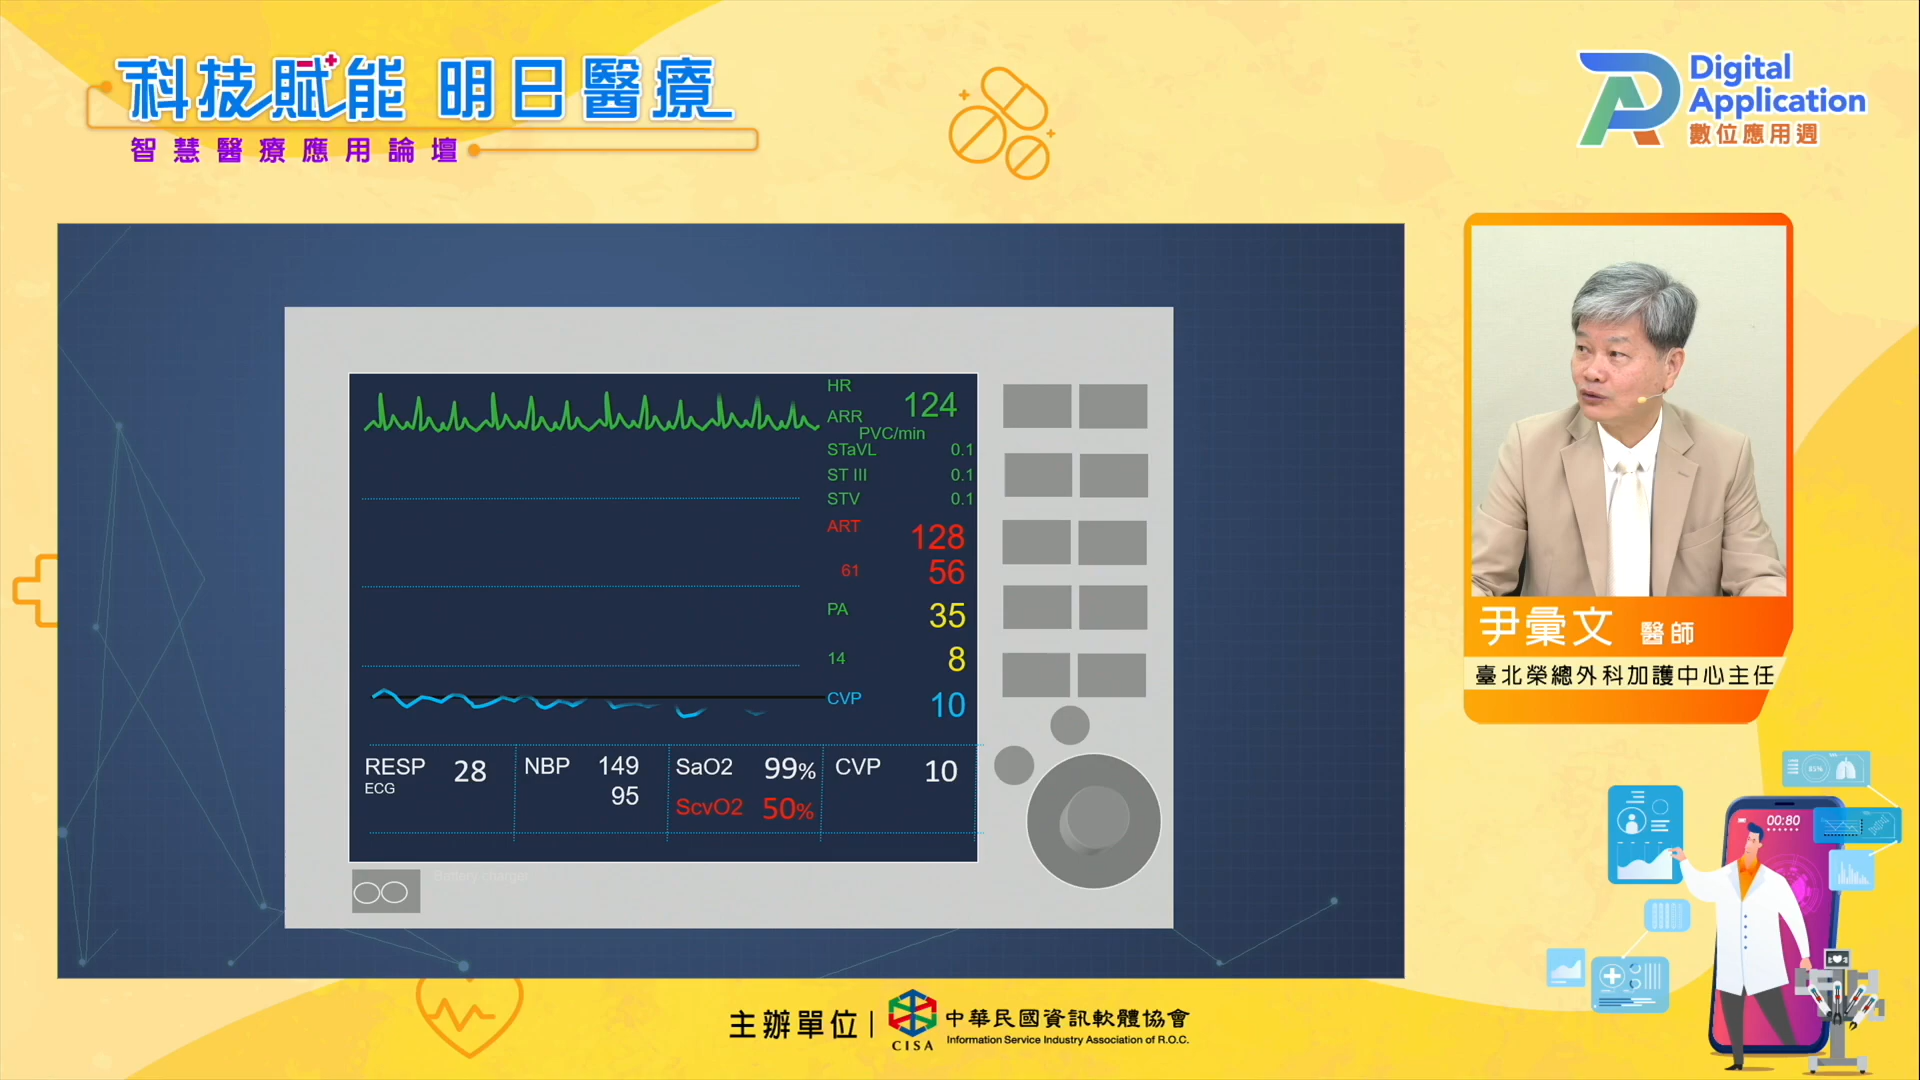 科技賦能 明日醫療
智慧醫療應用論壇
Digital
Application
數位應用週
HR
124
ARR
PVC/min
STaVL 0.1
ST III 0.1
STV 0.1
ART 128
61 56
PA 35
14 8
CVP 10
RESP 28
ECG
NBP 149
95
SaO2 99%
ScvO2 50%
CVP 10
Battery charger
尹彙文 醫師
臺北榮總外科加護中心主任
85%
00:80
主辦單位
CISA
中華民國資訊軟體協會
Information Service Industry Association of R.O.C.